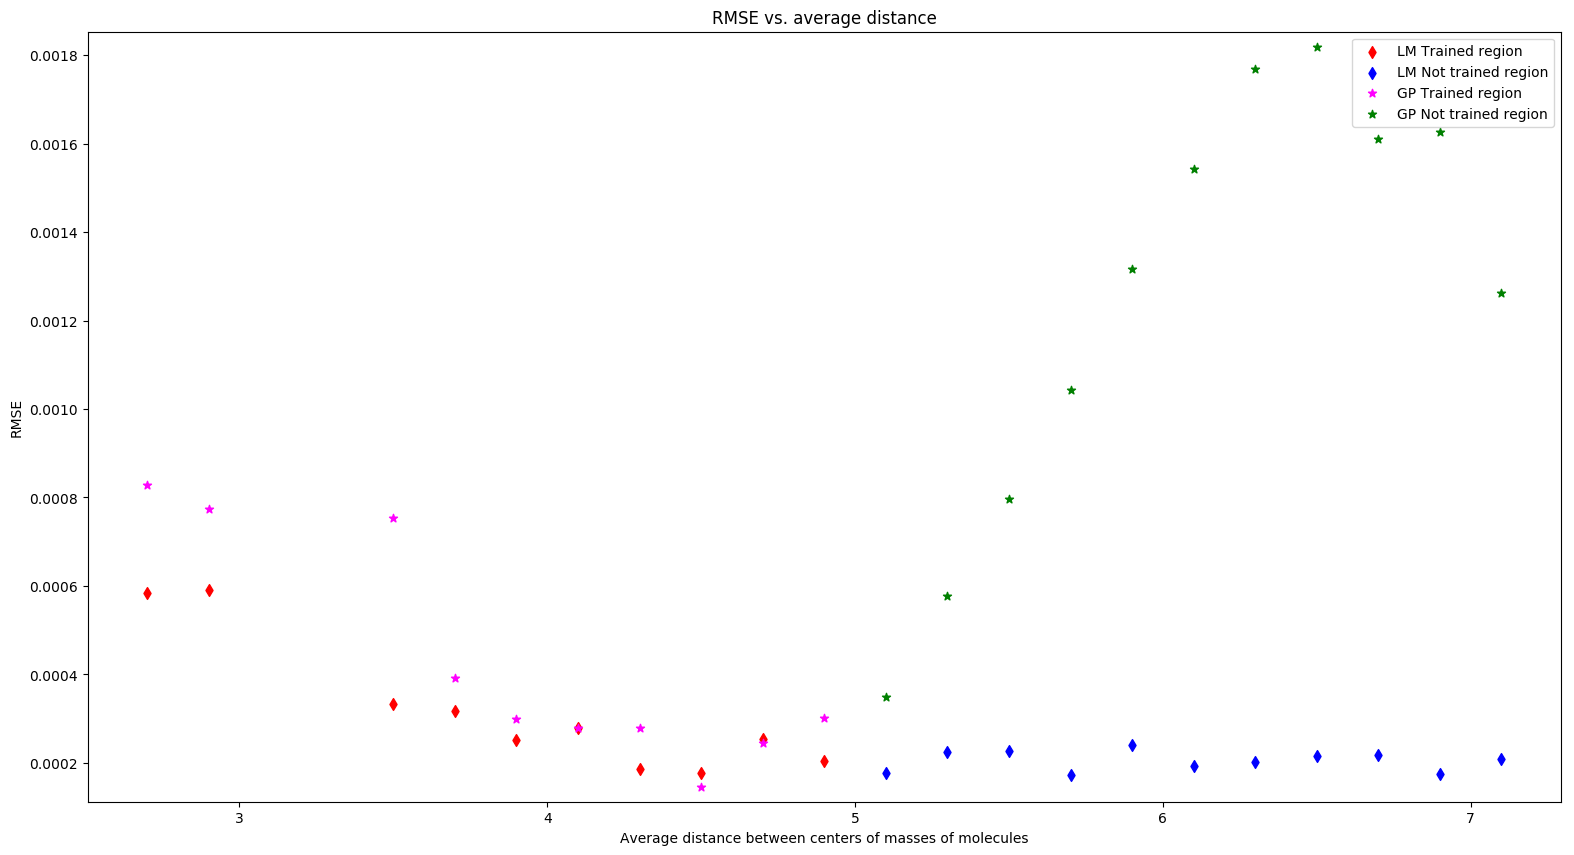 RMSE vs. average distance
LM Trained region
LM Not trained region
GP Trained region
GP Not trained region
0.0018
0.0016
0.0014
0.0012
0.0010
0.0008
0.0006
0.0004
0.0002
RMSE
3 4 5 6 7
Average distance between centers of masses of molecules